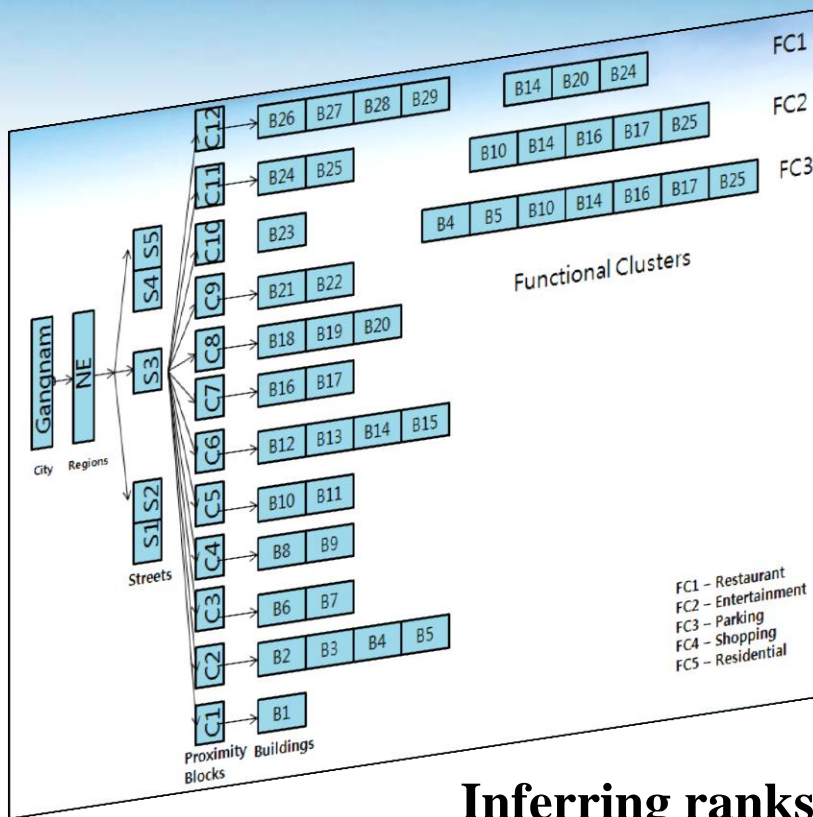 FC1
B14 B20 B24
FC2
B10 B14 B16 B17 B25
FC3
B4 B5 B10 B14 B16 B17 B25
Functional Clusters
C12 B26 B27 B28 B29
C11 B24 B25
C10 B23
C9 B21 B22
C8 B18 B19 B20
C7 B16 B17
C6 B12 B13 B14 B15
C5 B10 B11
C4 B8 B9
C3 B6 B7
C2 B2 B3 B4 B5
C1 B1
Proximity
Blocks
Buildings
S5
S4
S3
S2
S1
Streets
NE
Regions
Gangnam
City
FC1 – Restaurant
FC2 – Entertainment
FC3 – Parking
FC4 – Shopping
FC5 – Residential
Inferring ranks